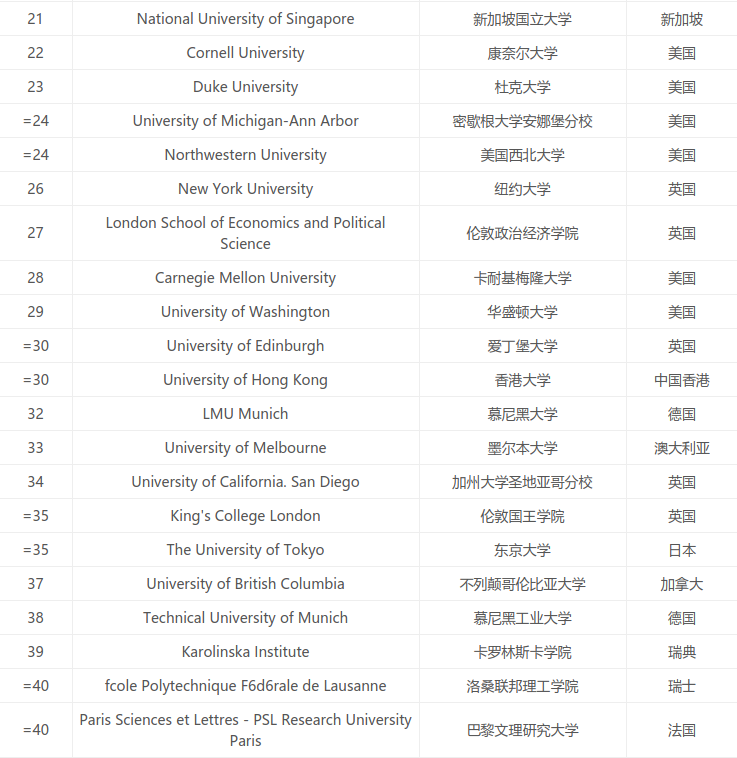 21 National University of Singapore 新加坡国立大学 新加坡
22 Cornell University 康奈尔大学 美国
23 Duke University 杜克大学 美国
=24 University of Michigan-Ann Arbor 密歇根大学安娜堡分校 美国
=24 Northwestern University 美国西北大学 美国
26 New York University 纽约大学 英国
27 London School of Economics and Political
Science 伦敦政治经济学院 英国
28 Carnegie Mellon University 卡耐基梅隆大学 美国
29 University of Washington 华盛顿大学 美国
=30 University of Edinburgh 爱丁堡大学 英国
=30 University of Hong Kong 香港大学 中国香港
32 LMU Munich 慕尼黑大学 德国
33 University of Melbourne 墨尔本大学 澳大利亚
34 University of California. San Diego 加州大学圣地亚哥分校 英国
=35 King's College London 伦敦国王学院 英国
=35 The University of Tokyo 东京大学 日本
37 University of British Columbia 不列颠哥伦比亚大学 加拿大
38 Technical University of Munich 慕尼黑工业大学 德国
39 Karolinska Institute 卡罗林斯卡学院 瑞典
=40 fcole Polytechnique F6d6rale de Lausanne 洛桑联邦理工学院 瑞士
=40 Paris Sciences et Lettres - PSL Research University
Paris 巴黎文理研究大学 法国